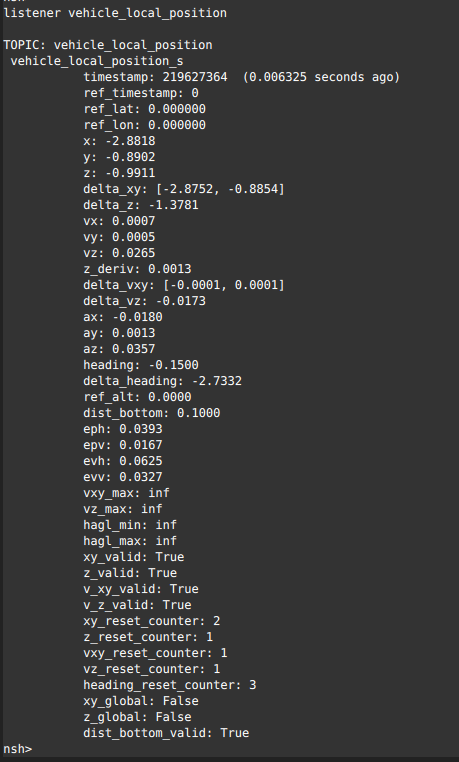 listener vehicle_local_position
TOPIC: vehicle_local_position
vehicle_local_position_s
timestamp: 219627364 (0.006325 seconds ago)
ref_timestamp: 0
ref_lat: 0.000000
ref_lon: 0.000000
x: -2.8818
y: -0.8902
z: -0.9911
delta_xy: [-2.8752, -0.8854]
delta_z: -1.3781
vx: 0.0007
vy: 0.0005
vz: 0.0265
z_deriv: 0.0013
delta_vxy: [-0.0001, 0.0001]
delta_vz: -0.0173
ax: -0.0180
ay: 0.0013
az: 0.0357
heading: -0.1500
delta_heading: -2.7332
ref_alt: 0.0000
dist_bottom: 0.1000
eph: 0.0393
epv: 0.0167
evh: 0.0625
evv: 0.0327
vxy_max: inf
vz_max: inf
hagl_min: inf
hagl_max: inf
xy_valid: True
z_valid: True
v_xy_valid: True
v_z_valid: True
xy_reset_counter: 2
z_reset_counter: 1
vxy_reset_counter: 1
vz_reset_counter: 1
heading_reset_counter: 3
xy_global: False
z_global: False
dist_bottom_valid: True
nsh>